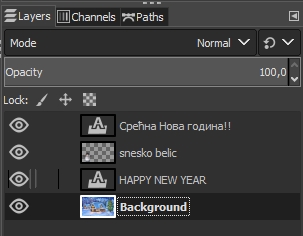 Layers Channels Paths
Mode Normal
Opacity 100,0
Lock:
Срећна Нова година!!
snesko belic
HAPPY NEW YEAR
Background